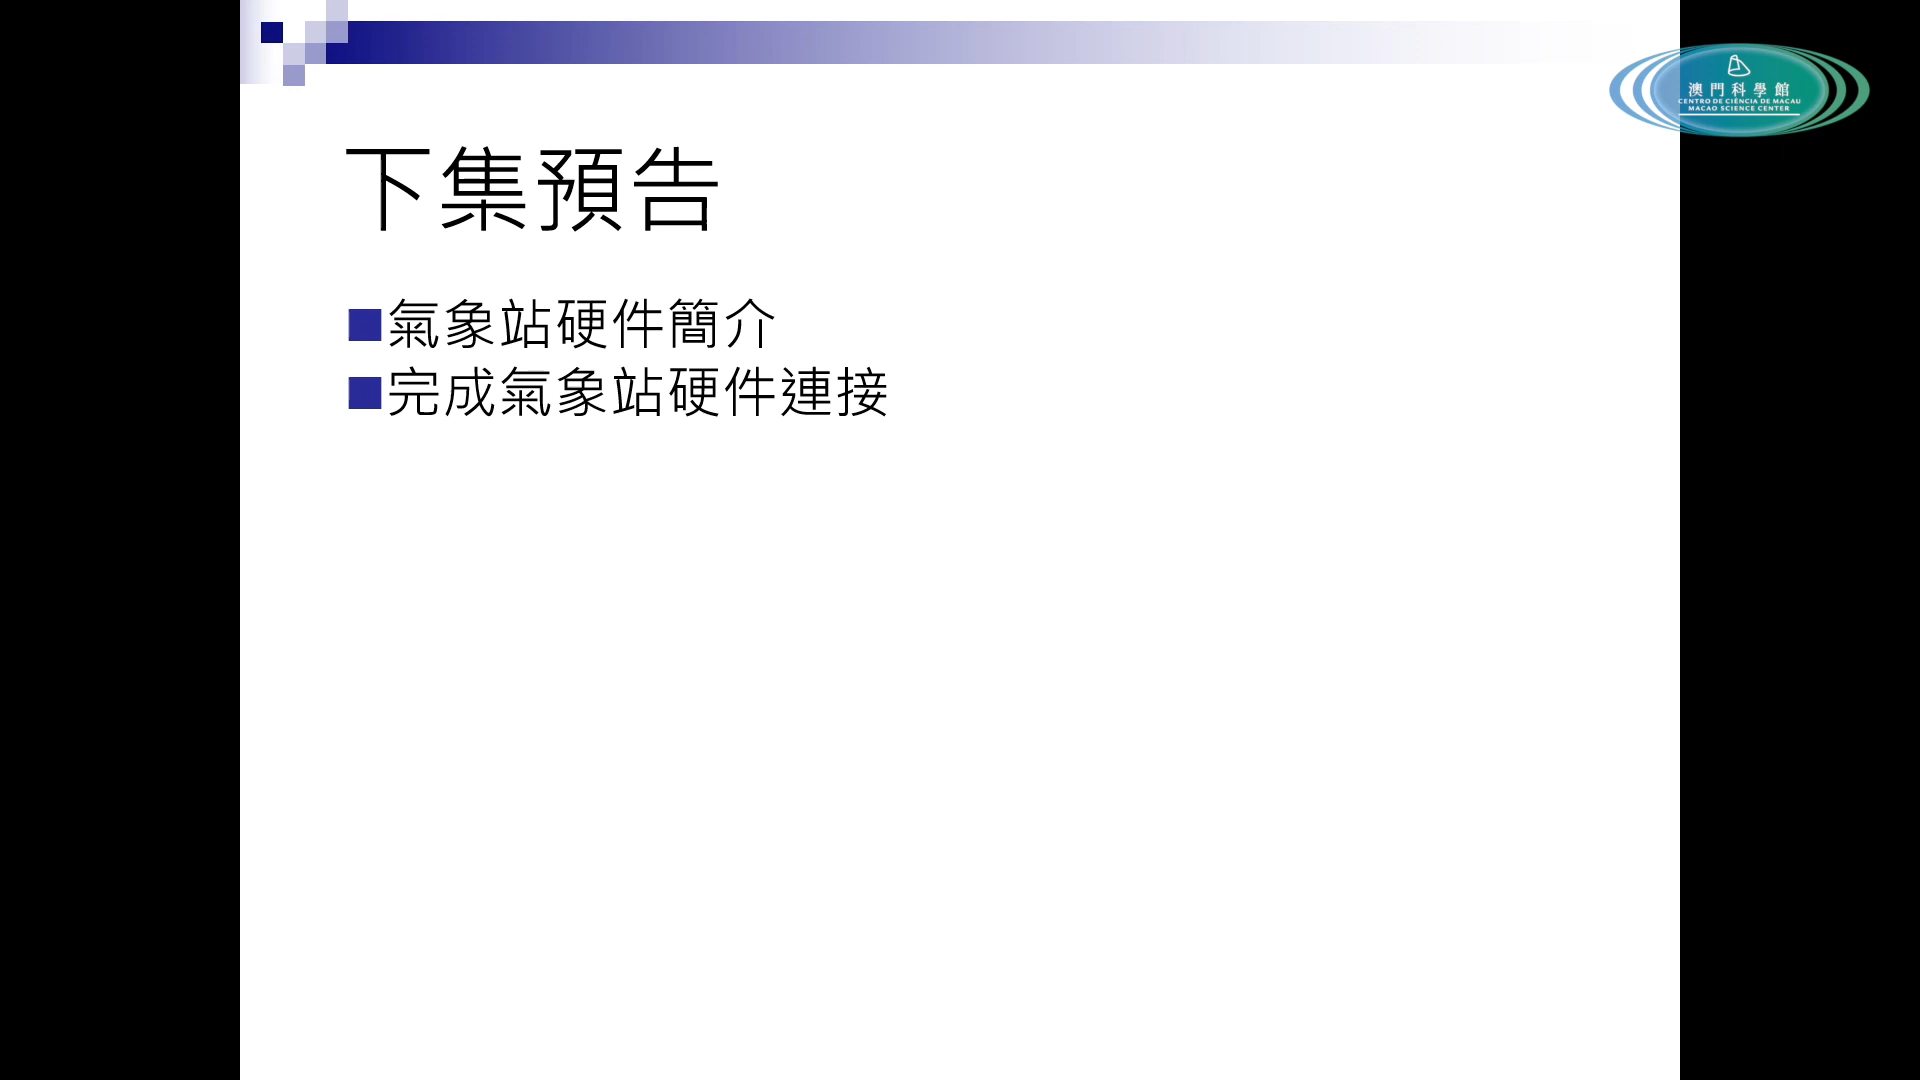 澳門科學館
CENTRO DE CIÊNCIA DE MACAU
MACAO SCIENCE CENTER
下集預告
氣象站硬件簡介
完成氣象站硬件連接